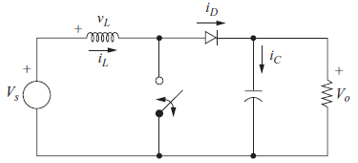 + v_L
i_L
i_D
i_C
+
V_s
+
V_o